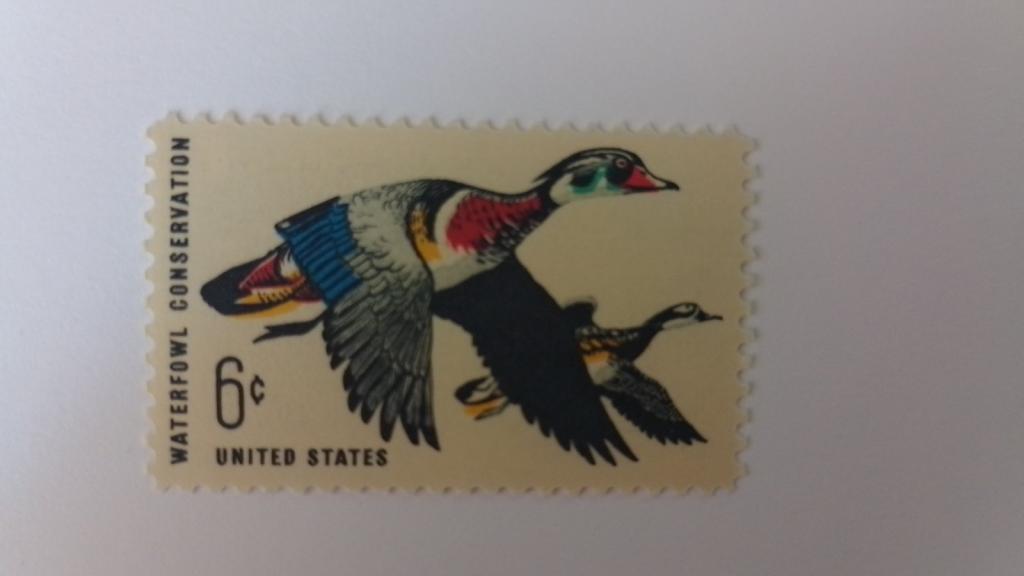 WATERFOWL CONSERVATION
6¢
UNITED STATES